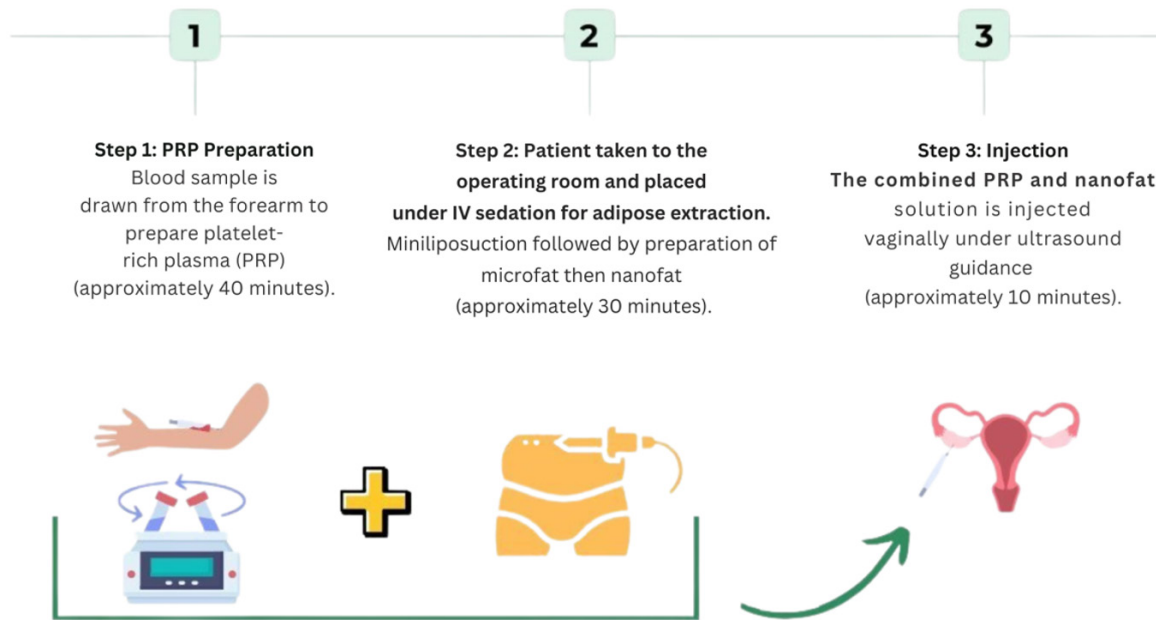 1
2
3
Step 1: PRP Preparation
Blood sample is
drawn from the forearm to
prepare platelet-
rich plasma (PRP)
(approximately 40 minutes).
Step 2: Patient taken to the
operating room and placed
under IV sedation for adipose extraction.
Miniliposuction followed by preparation of
microfat then nanofat
(approximately 30 minutes).
Step 3: Injection
The combined PRP and nanofat
solution is injected
vaginally under ultrasound
guidance
(approximately 10 minutes).